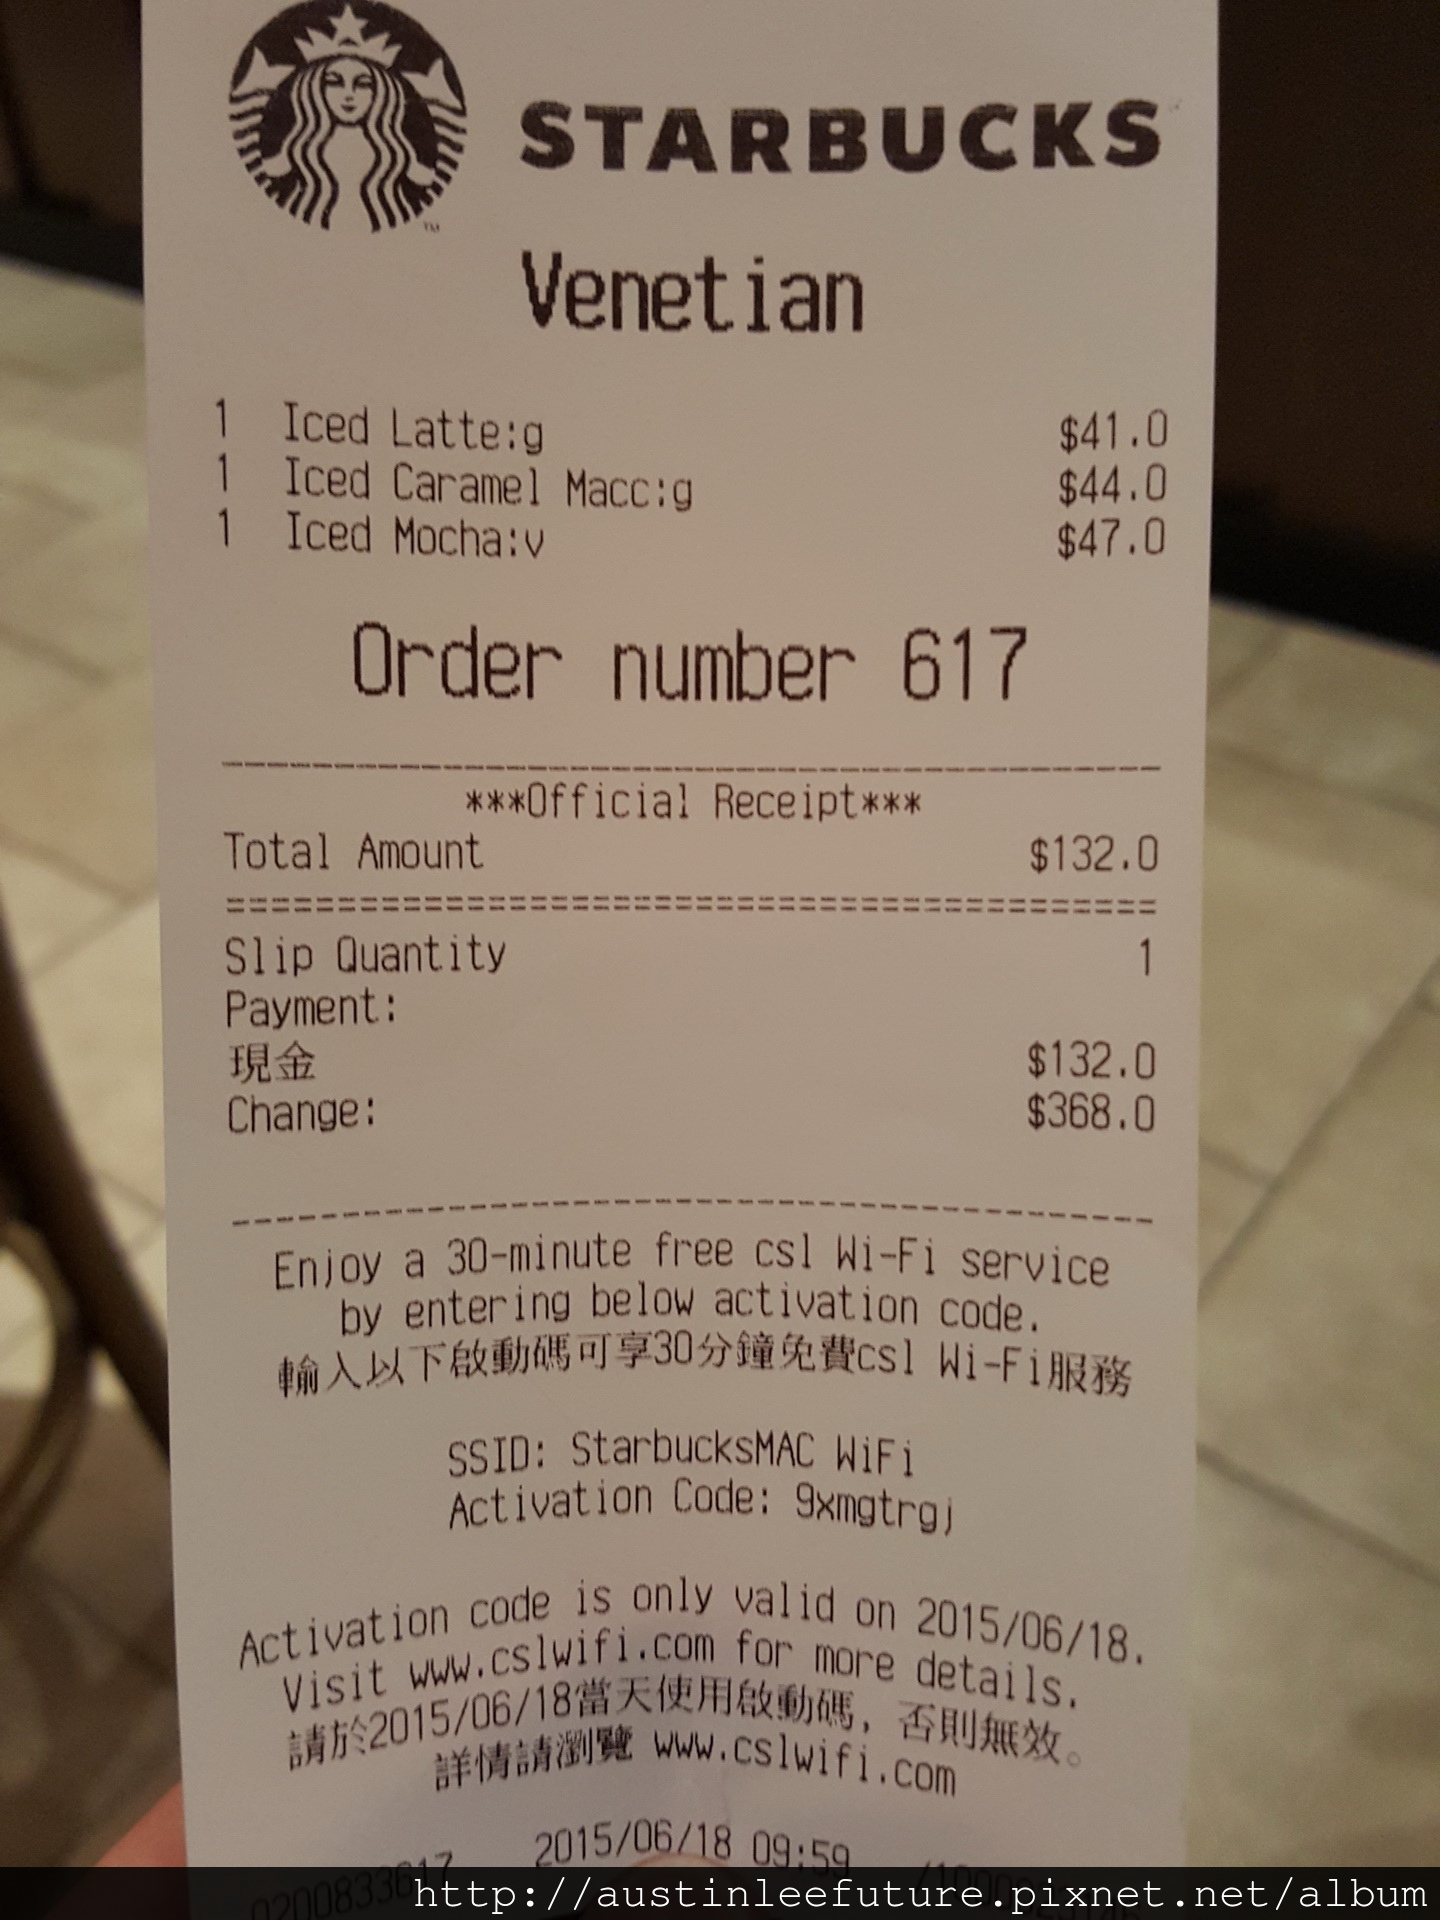 STARBUCKS
TM
Venetian
1 Iced Latte:g $41.0
1 Iced Caramel Macc:g $44.0
1 Iced Mocha:v $47.0
Order number 617
***Official Receipt***
Total Amount $132.0
Slip Quantity 1
Payment:
現金 $132.0
Change: $368.0
Enjoy a 30-minute free csl Wi-Fi service
by entering below activation code.
輸入以下啟動碼可享30分鐘免費csl Wi-Fi服務
SSID: StarbucksMAC WiFi
Activation Code: 9xmgtrgj
Activation code is only valid on 2015/06/18.
Visit www.cslwifi.com for more details.
請於2015/06/18當天使用啟動碼, 否則無效。
詳情請瀏覽 www.cslwifi.com
0200833617 2015/06/18 09:59
http://austinleefuture.pixnet.net/album